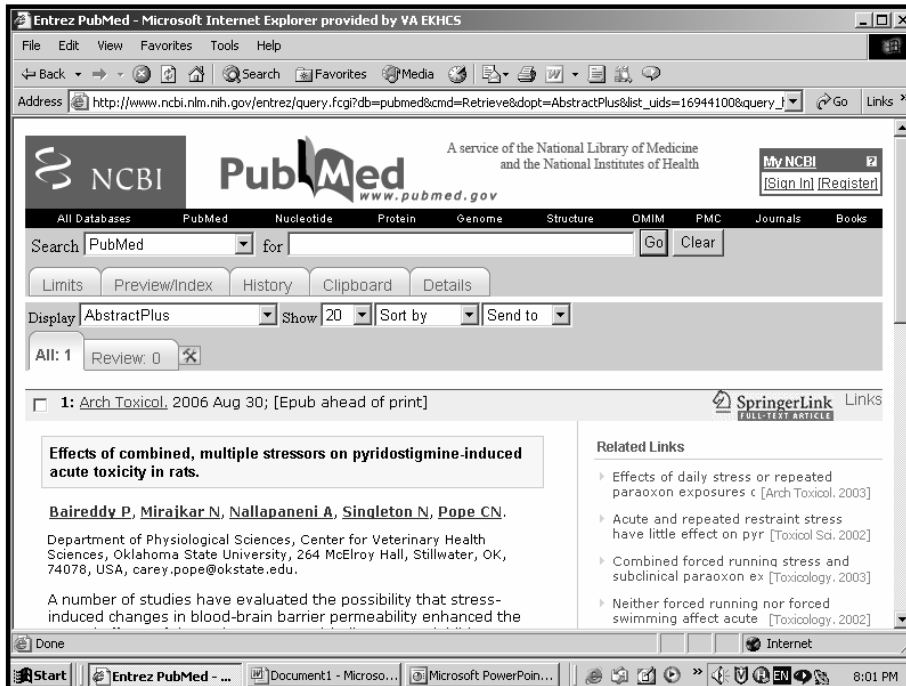 Entrez PubMed - Microsoft Internet Explorer provided by VA EKHCS
File Edit View Favorites Tools Help
Back Search Favorites Media
Address http://www.ncbi.nlm.nih.gov/entrez/query.fcgi?db=pubmed&cmd=Retrieve&dopt=AbstractPlus&list_uids=16944100&query_ Go Links »
NCBI
PubMed
www.pubmed.gov
A service of the National Library of Medicine
and the National Institutes of Health
My NCBI ?
[Sign In] [Register]
All Databases PubMed Nucleotide Protein Genome Structure OMIM PMC Journals Books
Search PubMed for Go Clear
Limits Preview/Index History Clipboard Details
Display AbstractPlus Show 20 Sort by Send to
All: 1 Review: 0
1: Arch Toxicol. 2006 Aug 30; [Epub ahead of print]
SpringerLink
FULL-TEXT ARTICLE
Links
Effects of combined, multiple stressors on pyridostigmine-induced
acute toxicity in rats.
Baireddy P, Mirajkar N, Nallapaneni A, Singleton N, Pope CN.
Department of Physiological Sciences, Center for Veterinary Health
Sciences, Oklahoma State University, 264 McElroy Hall, Stillwater, OK,
74078, USA, carey.pope@okstate.edu.
A number of studies have evaluated the possibility that stress-
induced changes in blood-brain barrier permeability enhanced the
Related Links
Effects of daily stress or repeated
paraoxon exposures c [Arch Toxicol. 2003]
Acute and repeated restraint stress
have little effect on pyr [Toxicol Sci. 2002]
Combined forced running stress and
subclinical paraoxon ex [Toxicology. 2003]
Neither forced running nor forced
swimming affect acute [Toxicology. 2002]
Done Internet
Start Entrez PubMed - ... Document1 - Microso... Microsoft PowerPoin... » EN 8:01 PM